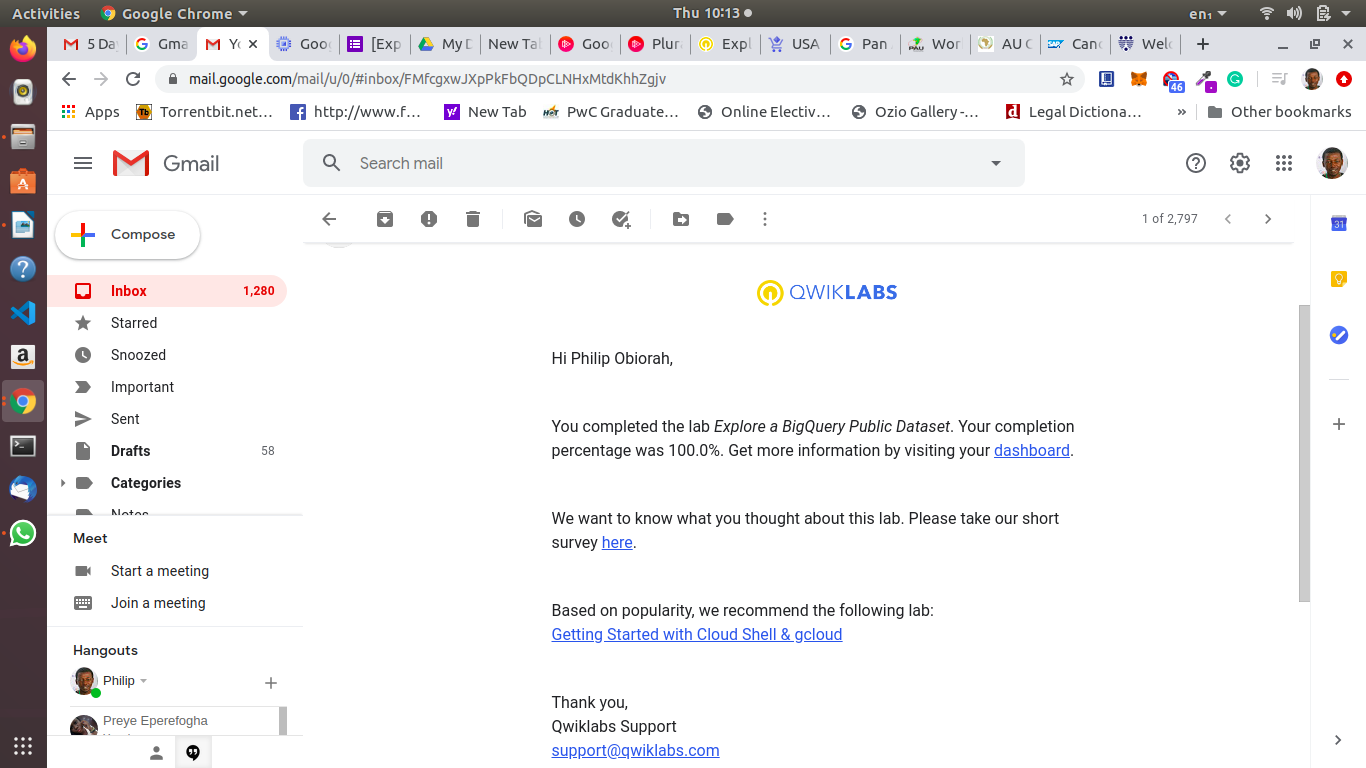 Activities
Google Chrome
Thu 10:13
en₁
5 Da
Gma
Yo
Goo
[Exp
My D
New Tal
Goo
Plura
Expl
USA
Pan
Worl
AU C
Canc
Welc
mail.google.com/mail/u/0/#inbox/FMfcgxwJXpPkFbQDpCLNHxMtdKhhZgjv
46
Apps
Torrentbit.net…
http://www.f…
New Tab
PwC Graduate…
Online Electiv…
Ozio Gallery -…
Legal Dictiona…
»
Other bookmarks
Gmail
Search mail
Compose
1 of 2,797
31
Inbox
1,280
Starred
Snoozed
Important
Sent
Drafts
58
Categories
Notes
Meet
Start a meeting
Join a meeting
Hangouts
Philip
Preye Eperefogha
QWIKLABS
Hi Philip Obiorah,
You completed the lab Explore a BigQuery Public Dataset. Your completion
percentage was 100.0%. Get more information by visiting your dashboard.
We want to know what you thought about this lab. Please take our short
survey here.
Based on popularity, we recommend the following lab:
Getting Started with Cloud Shell & gcloud
Thank you,
Qwiklabs Support
support@qwiklabs.com